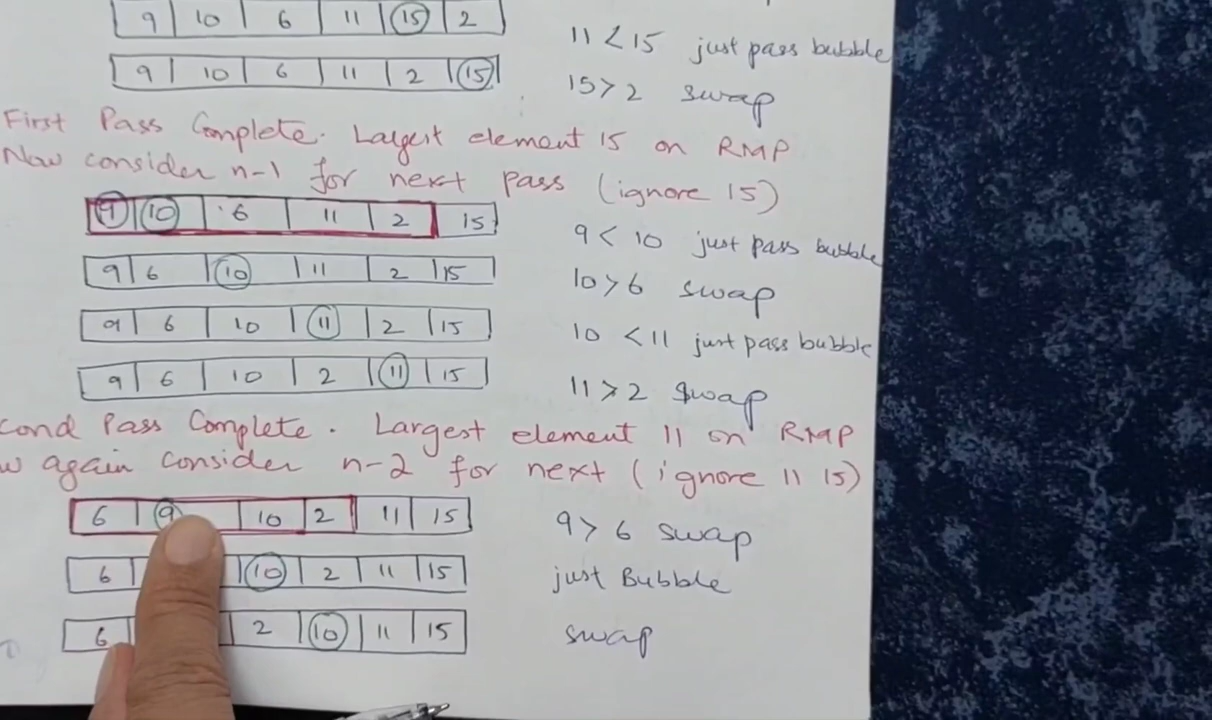 9 10 6 11 15 2
11 < 15 just pass bubble
9 10 6 11 2 15
15 > 2 swap
First Pass Complete. Largest element 15 on RMP
Now consider n-1 for next pass (ignore 15)
9 10 6 11 2 15
9 < 10 just pass bubble
9 6 10 11 2 15
10 > 6 swap
9 6 10 11 2 15
10 < 11 just pass bubble
9 6 10 2 11 15
11 > 2 swap
cond Pass Complete. Largest element 11 on RMP
w again consider n-2 for next (ignore 11 15)
6 9 10 2 11 15
9 > 6 swap
6 10 2 11 15
just Bubble
6 2 10 11 15
swap